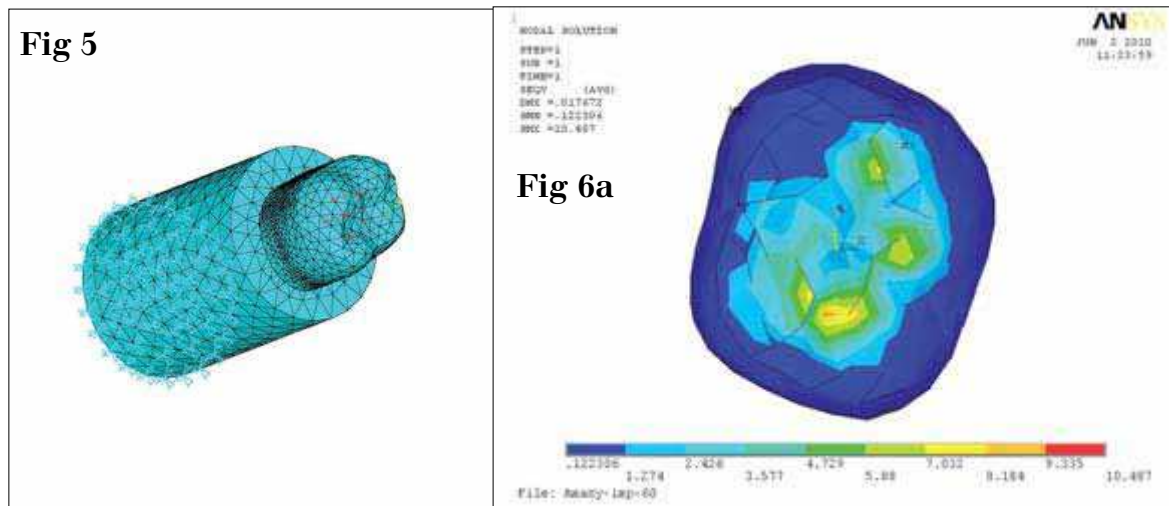 Fig 5
NODAL SOLUTION
STEP=1
SUB =1
TIME=1
SEQV (AVG)
DMX =.017672
SMN =.122306
SMX =10.487
ANSYS
JUN 2 2010
11:23:59
Fig 6a
.122306 2.426 4.729 7.032 9.335
1.274 3.577 5.88 8.184 10.487